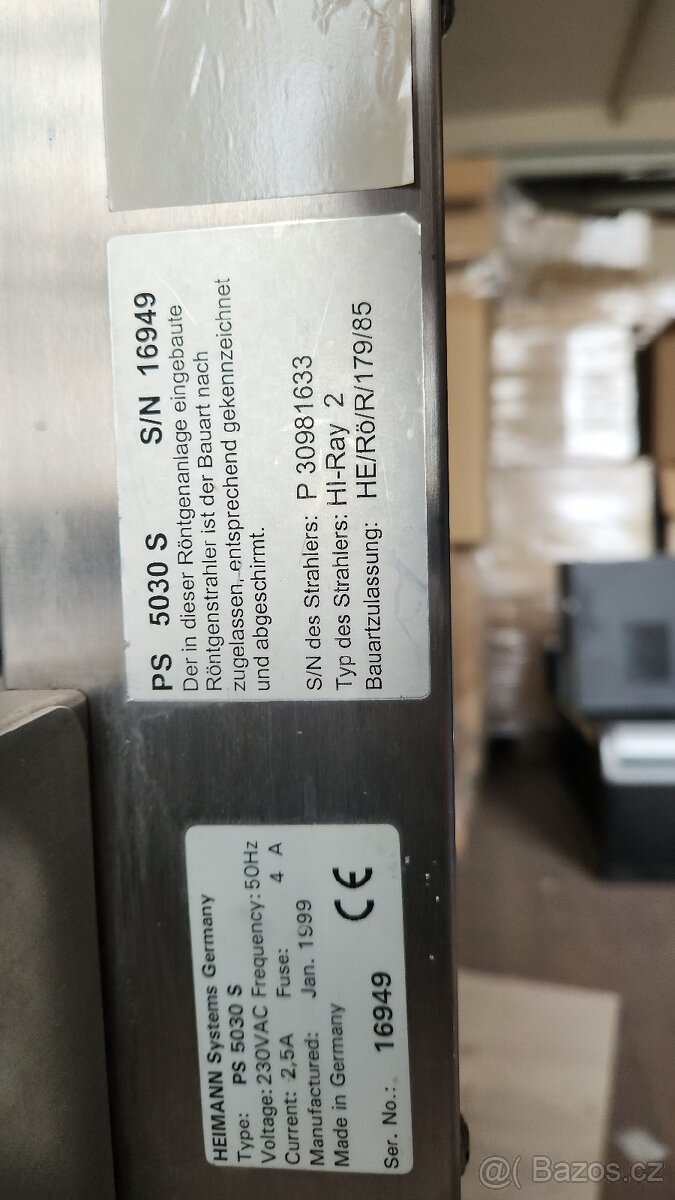 PS 5030 S S/N 16949
Der in dieser Röntgenanlage eingebaute
Röntgenstrahler ist der Bauart nach
zugelassen, entsprechend gekennzeichnet
und abgeschirmt.
S/N des Strahlers: P 30981633
Typ des Strahlers: HI-Ray 2
Bauartzulassung: HE/Rö/R/179/85
HEIMANN Systems Germany
Type: PS 5030 S
Voltage: 230VAC Frequency: 50Hz
Current: 2,5A Fuse: 4 A
Manufactured: Jan. 1999
Made in Germany
CE
Ser. No.: 16949
@ Bazos.cz